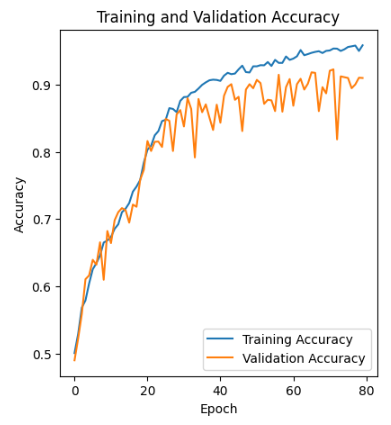 Training and Validation Accuracy
Accuracy
0.9
0.8
0.7
0.6
0.5
Training Accuracy
Validation Accuracy
0 20 40 60 80
Epoch